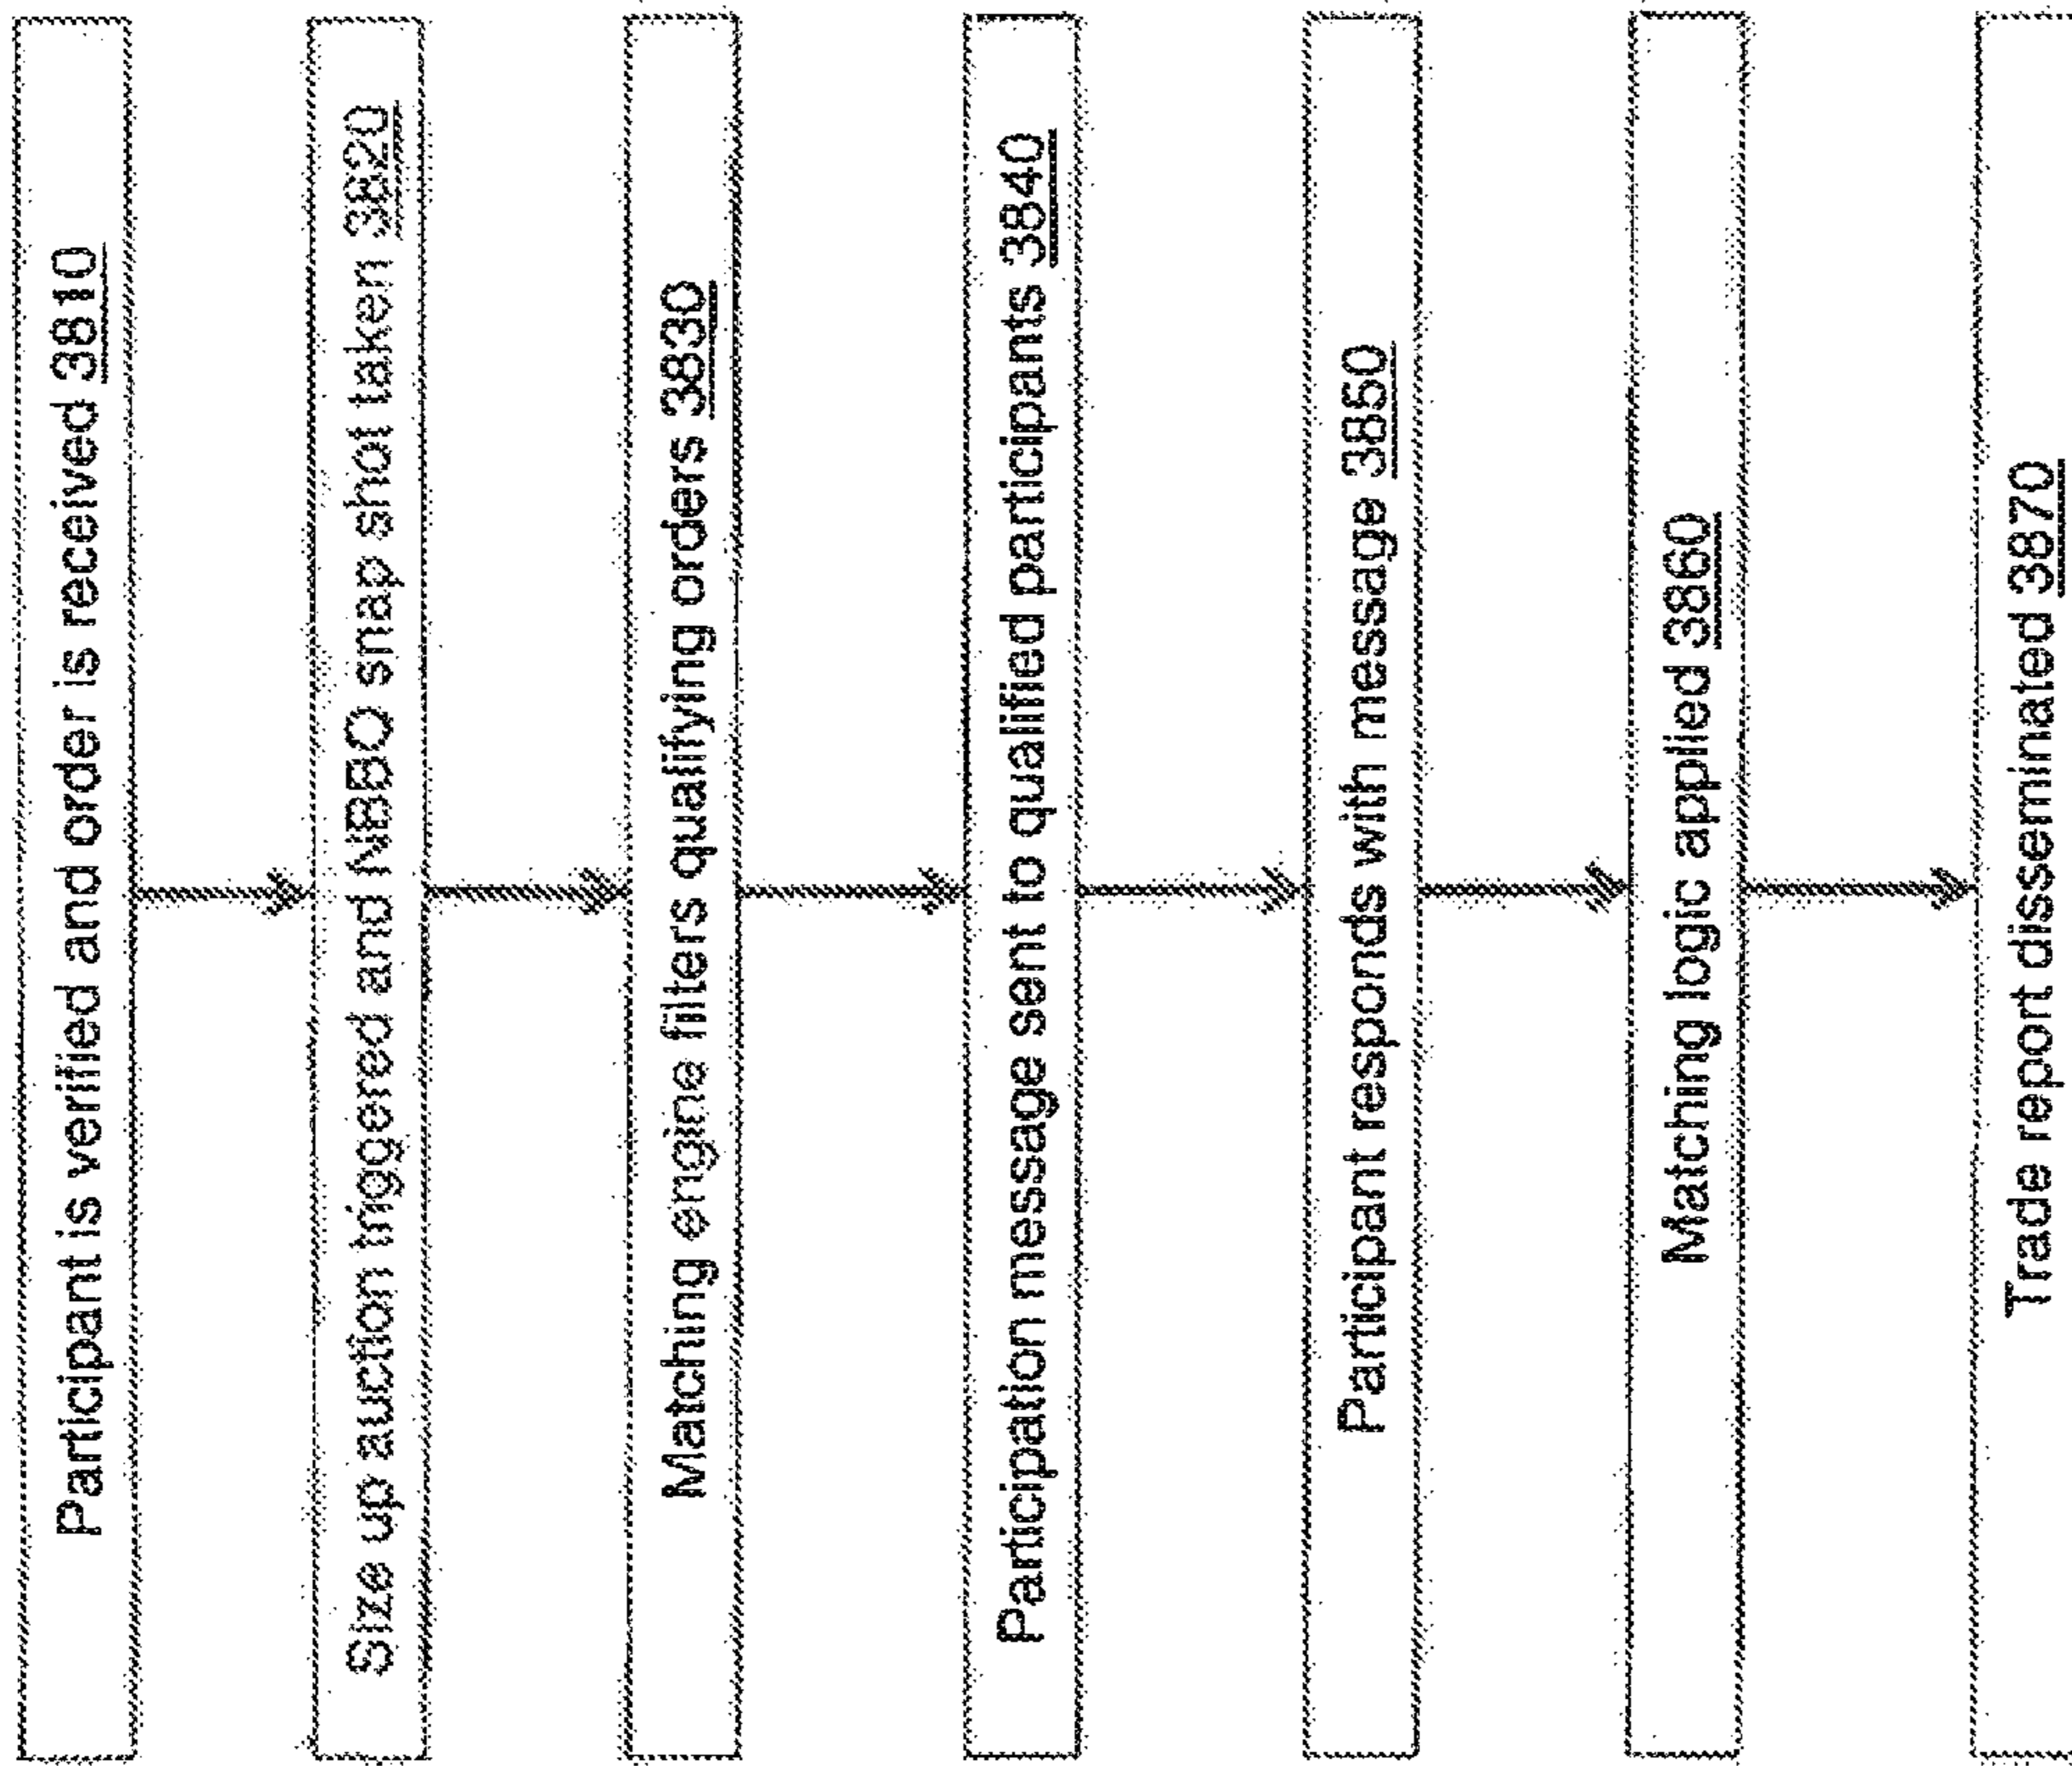 Participant is verified and order is received 3810
Size up auction triggered and NBBO snap shot taken 3820
Matching engine filters qualifying orders 3830
Participation message sent to qualified participants 3840
Participant responds with message 3850
Matching logic applied 3860
Trade report disseminated 3870